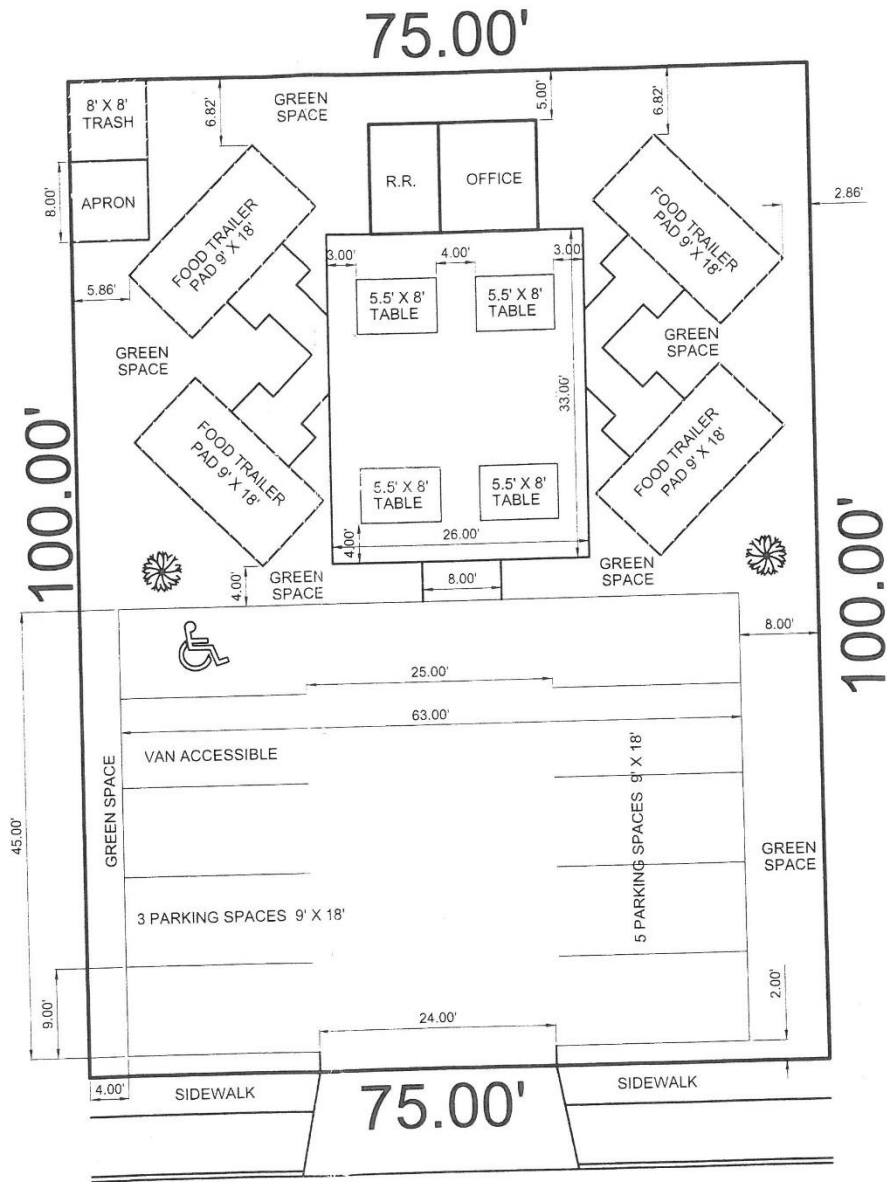 75.00'
8' X 8'
TRASH
6.82'
GREEN
SPACE
5.00'
6.82'
8.00'
APRON
R.R.
OFFICE
FOOD TRAILER
PAD 9' X 18'
FOOD TRAILER
PAD 9' X 18'
2.86'
5.86'
3.00'
4.00'
3.00'
5.5' X 8'
TABLE
5.5' X 8'
TABLE
GREEN
SPACE
GREEN
SPACE
33.00'
100.00'
FOOD TRAILER
PAD 9' X 18'
FOOD TRAILER
PAD 9' X 18'
5.5' X 8'
TABLE
5.5' X 8'
TABLE
100.00'
4.00'
26.00'
4.00'
GREEN
SPACE
8.00'
GREEN
SPACE
8.00'
25.00'
63.00'
VAN ACCESSIBLE
45.00'
GREEN SPACE
5 PARKING SPACES 9' X 18'
GREEN
SPACE
3 PARKING SPACES 9' X 18'
9.00'
24.00'
2.00'
4.00'
SIDEWALK
75.00'
SIDEWALK